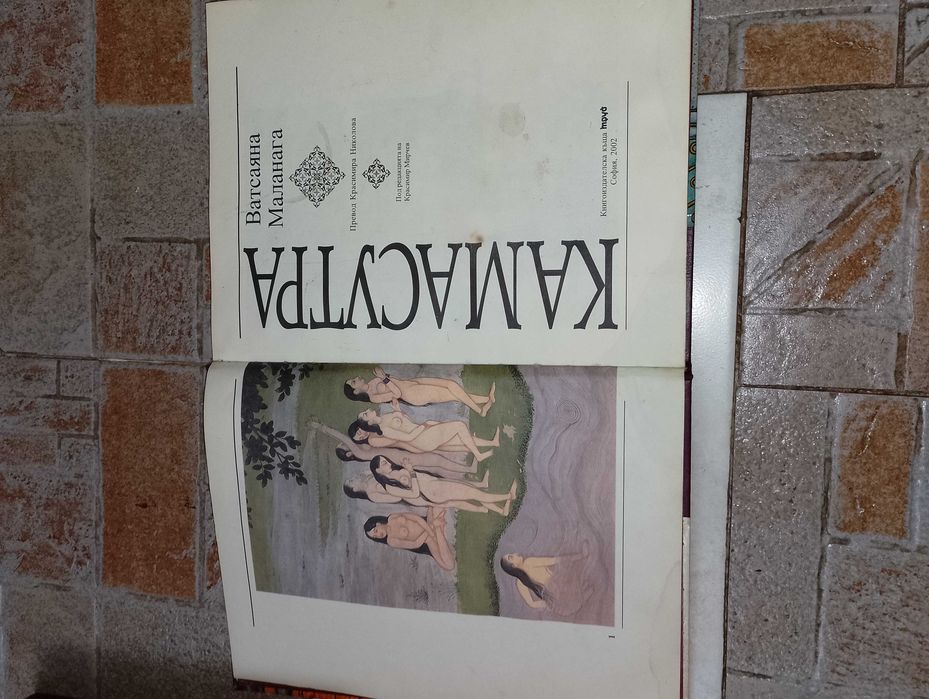 Ватсаяна
Маланага
КАМАСУТРА
Превод Красимира Николова
Под редакцията на
Красимир Мирчев
Книгоиздателска къща труд
София, 2002
1